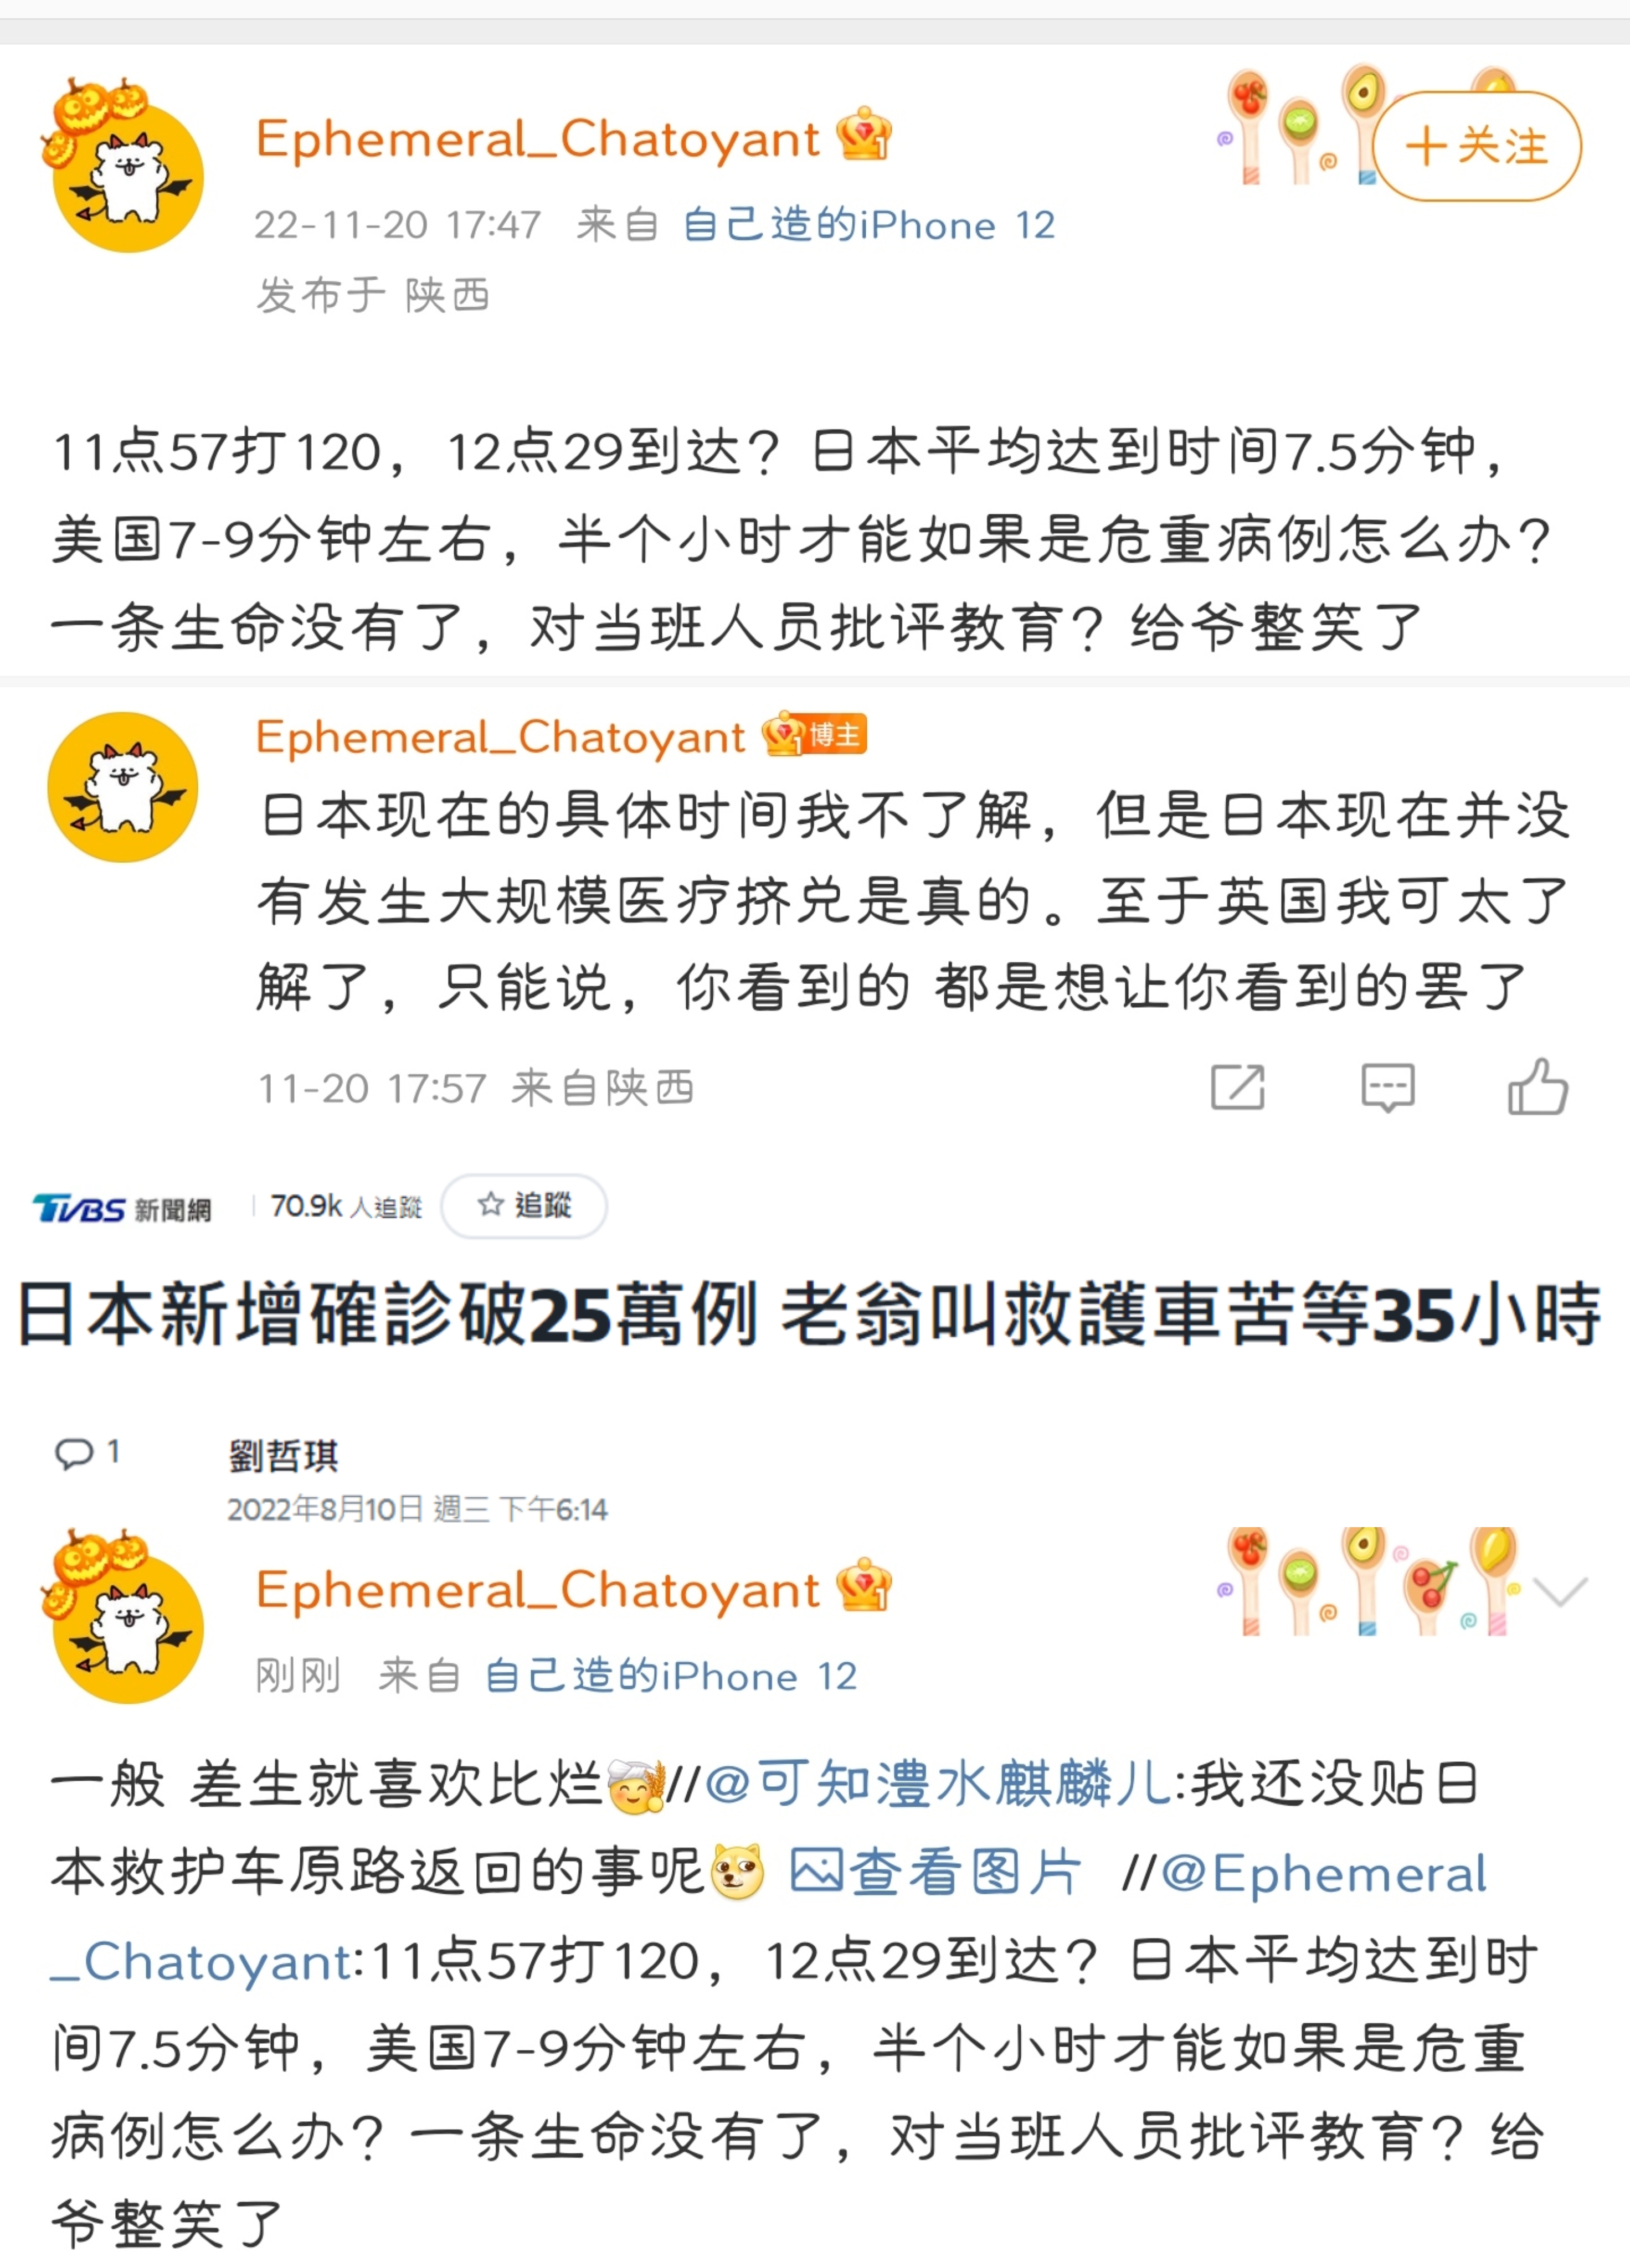 Ephemeral_Chatoyant
+关注
22-11-20 17:47 来自 自己造的iPhone 12
发布于 陕西
11点57打120，12点29到达？日本平均达到时间7.5分钟，
美国7-9分钟左右，半个小时才能如果是危重病例怎么办？
一条生命没有了，对当班人员批评教育？给爷整笑了
Ephemeral_Chatoyant 博主
日本现在的具体时间我不了解，但是日本现在并没
有发生大规模医疗挤兑是真的。至于英国我可太了
解了，只能说，你看到的 都是想让你看到的罢了
11-20 17:57 来自陕西
TVBS 新聞網 70.9k 人追蹤 追蹤
日本新增確診破25萬例 老翁叫救護車苦等35小時
1 劉哲琪
2022年8月10日 週三 下午6:14
Ephemeral_Chatoyant
刚刚 来自 自己造的iPhone 12
一般 差生就喜欢比烂//@可知澧水麒麟儿:我还没贴日
本救护车原路返回的事呢 查看图片 //@Ephemeral
_Chatoyant:11点57打120，12点29到达？日本平均达到时
间7.5分钟，美国7-9分钟左右，半个小时才能如果是危重
病例怎么办？一条生命没有了，对当班人员批评教育？给
爷整笑了